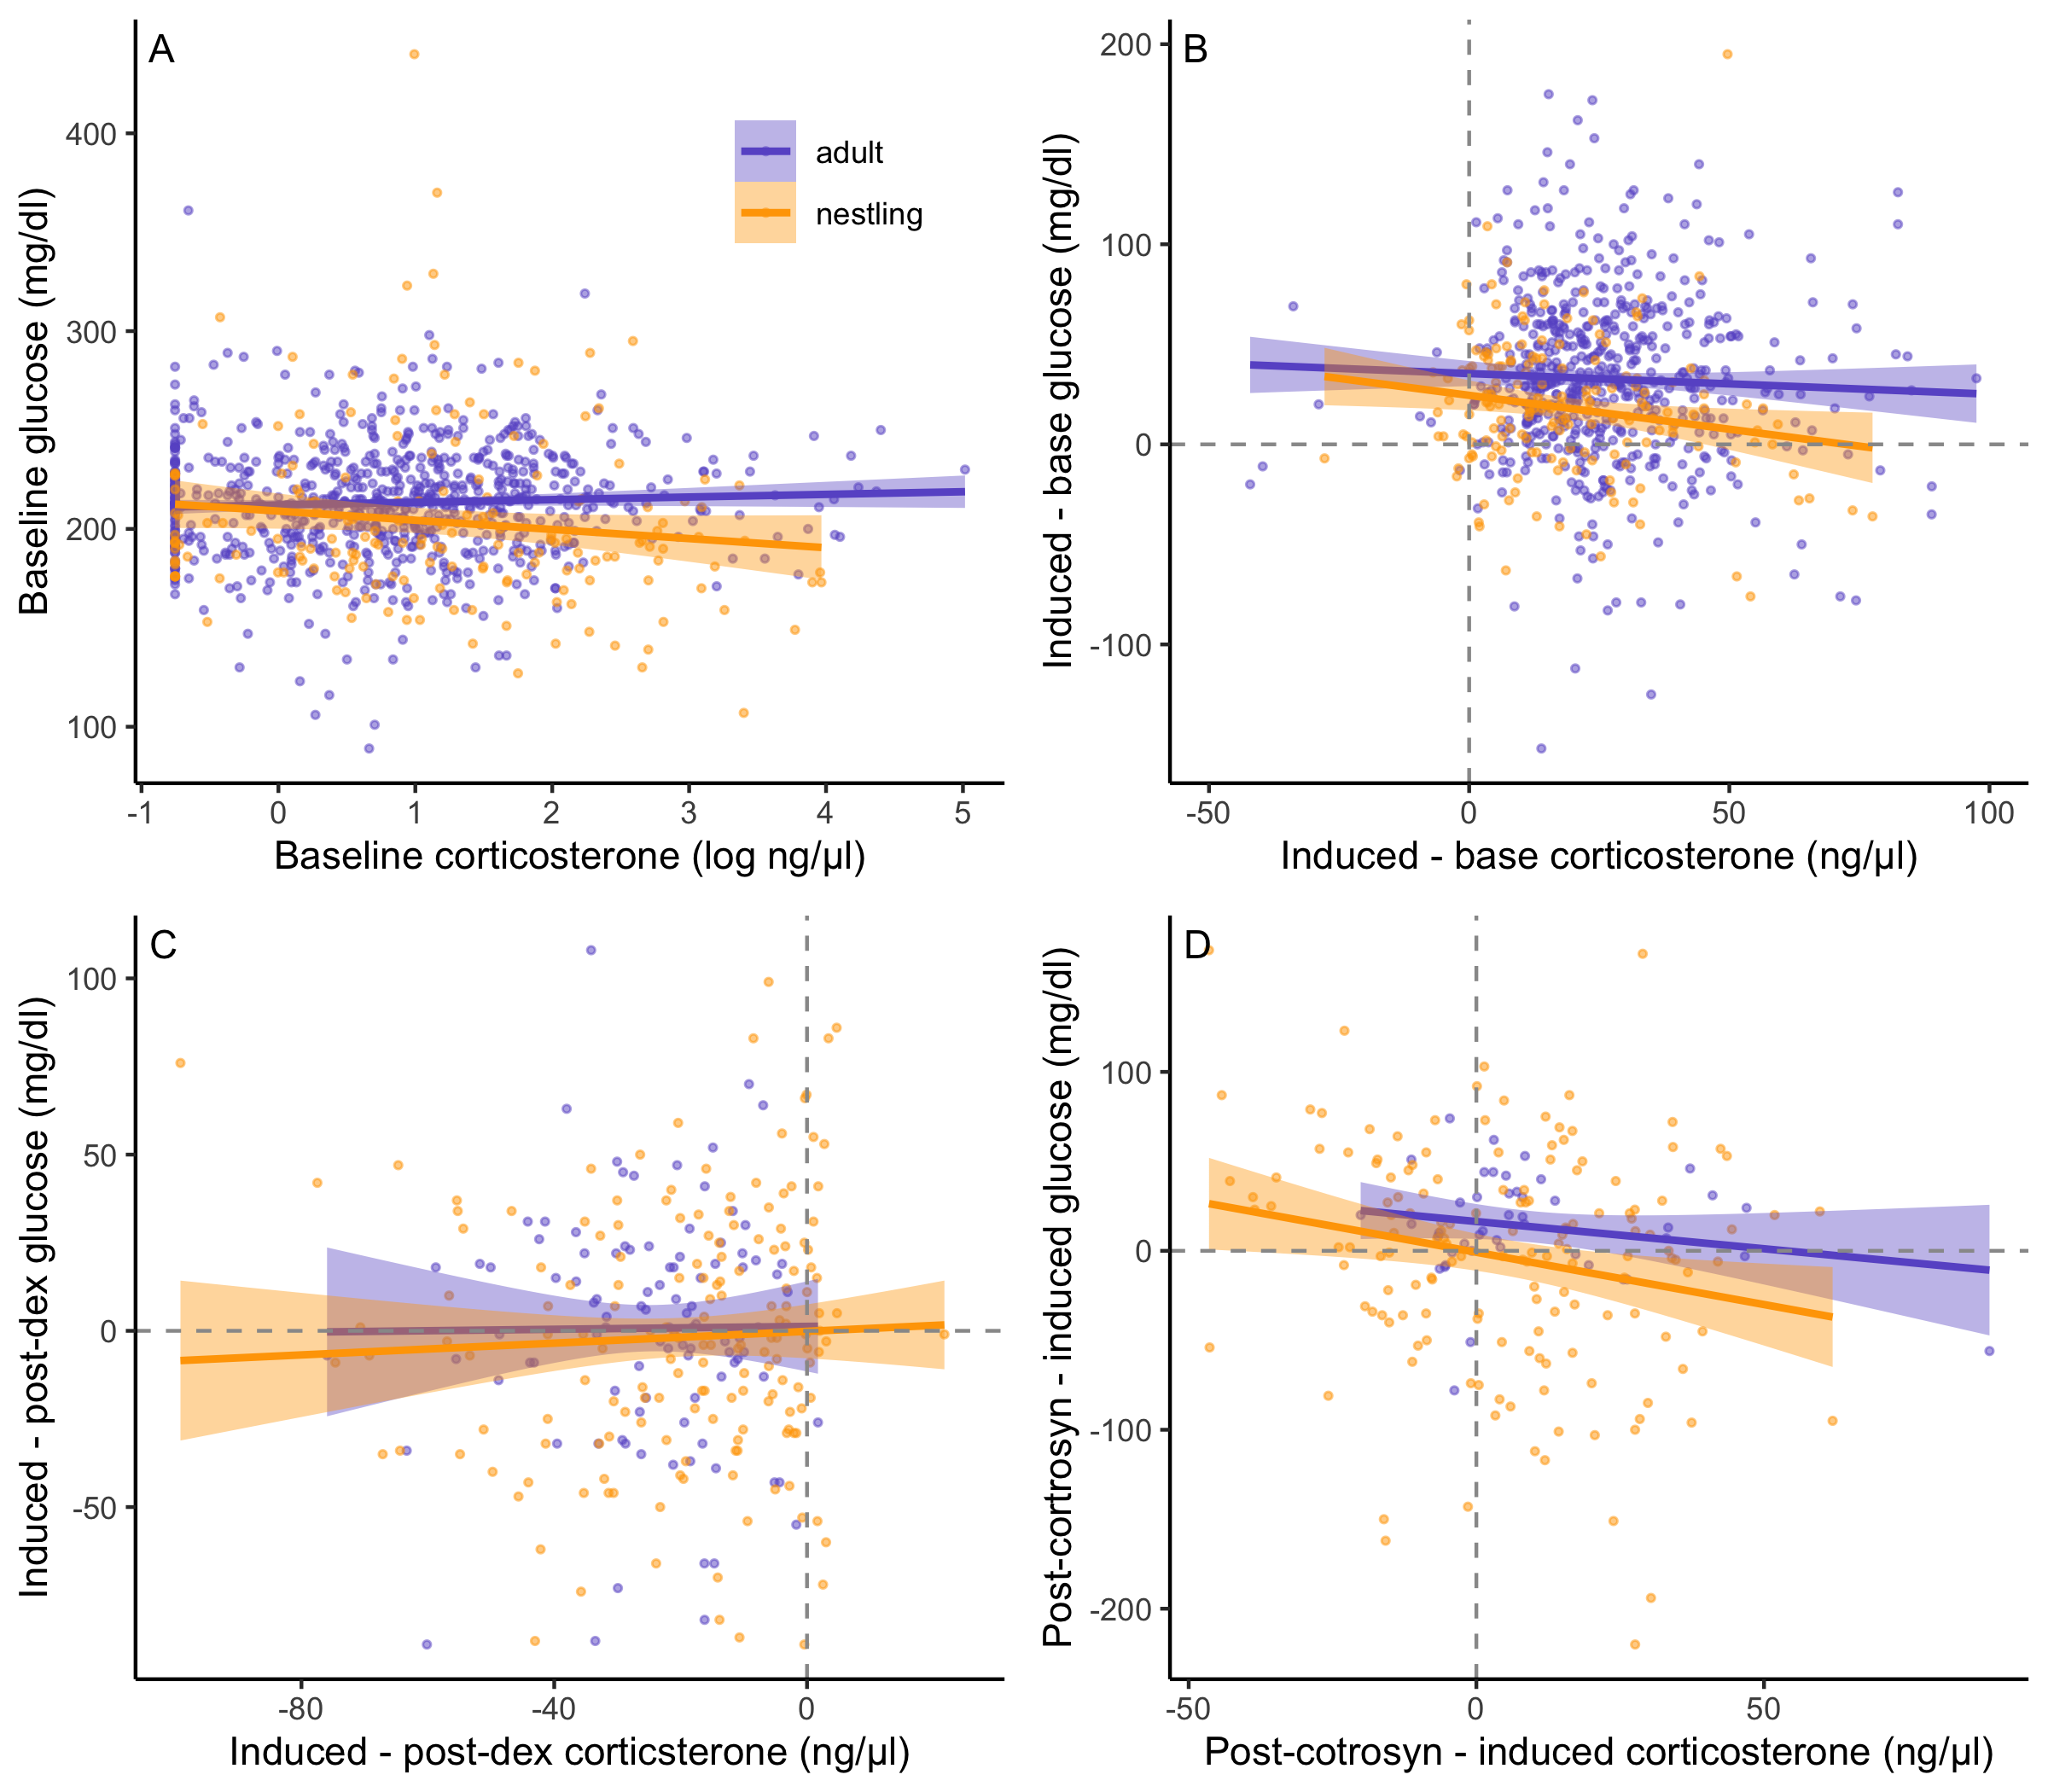 A
Baseline glucose (mg/dl)
400
300
200
100
adult
nestling
-1 0 1 2 3 4 5
Baseline corticosterone (log ng/μl)
B
Induced - base glucose (mg/dl)
200
100
0
-100
-50 0 50 100
Induced - base corticosterone (ng/μl)
C
Induced - post-dex glucose (mg/dl)
100
50
0
-50
-80 -40 0
Induced - post-dex corticsterone (ng/μl)
D
Post-cortrosyn - induced glucose (mg/dl)
100
0
-100
-200
-50 0 50
Post-cotrosyn - induced corticosterone (ng/μl)